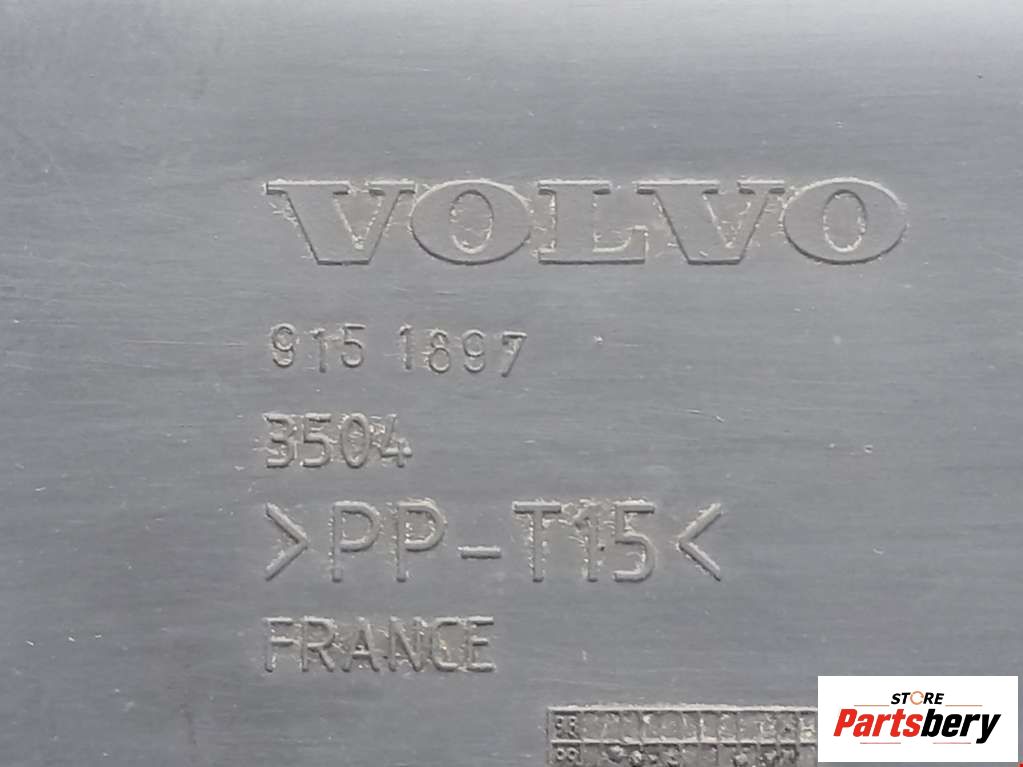 VOLVO
915 1897
3504
>PP-T15<
FRANCE
STORE
Partsbery